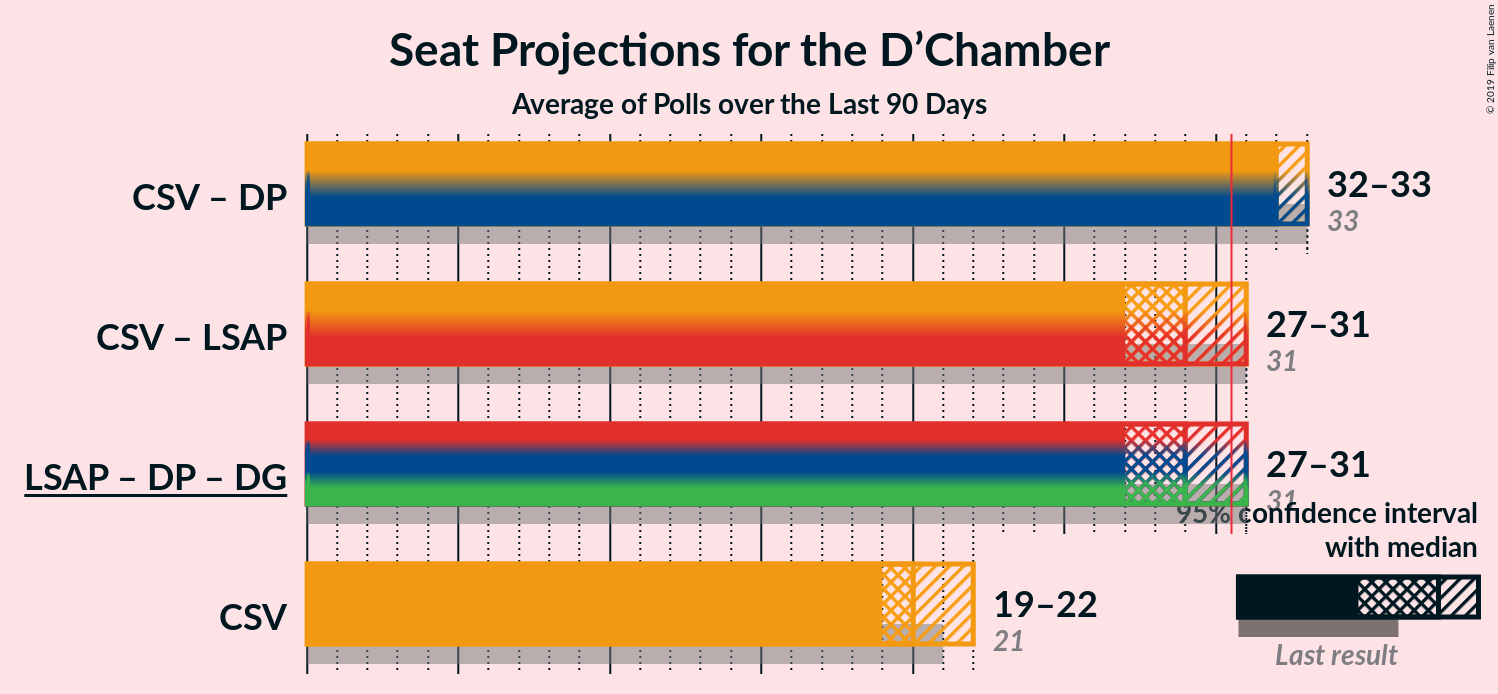 Seat Projections for the D’Chamber
Average of Polls over the Last 90 Days
© 2019 Filip van Laenen
CSV – DP
32–33
33
CSV – LSAP
27–31
31
LSAP – DP – DG
27–31
31
95% confidence interval
with median
CSV
19–22
21
Last result